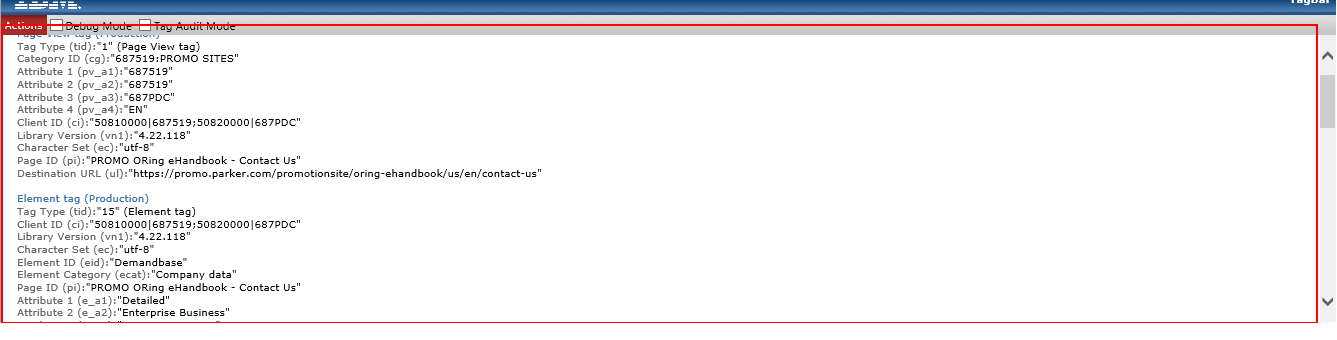 Tagbar
Actions Debug Mode Tag Audit Mode
Page View tag (Production)
Tag Type (tid):"1" (Page View tag)
Category ID (cg):"687519:PROMO SITES"
Attribute 1 (pv_a1):"687519"
Attribute 2 (pv_a2):"687519"
Attribute 3 (pv_a3):"687PDC"
Attribute 4 (pv_a4):"EN"
Client ID (ci):"50810000|687519;50820000|687PDC"
Library Version (vn1):"4.22.118"
Character Set (ec):"utf-8"
Page ID (pi):"PROMO ORing eHandbook - Contact Us"
Destination URL (ul):"https://promo.parker.com/promotionsite/oring-ehandbook/us/en/contact-us"
Element tag (Production)
Tag Type (tid):"15" (Element tag)
Client ID (ci):"50810000|687519;50820000|687PDC"
Library Version (vn1):"4.22.118"
Character Set (ec):"utf-8"
Element ID (eid):"Demandbase"
Element Category (ecat):"Company data"
Page ID (pi):"PROMO ORing eHandbook - Contact Us"
Attribute 1 (e_a1):"Detailed"
Attribute 2 (e_a2):"Enterprise Business"